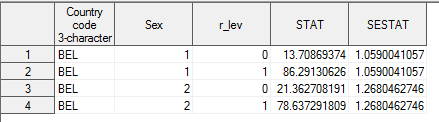 Country code 3-character Sex r_lev STAT SESTAT
1 BEL 1 0 13.70869374 1.0590041057
2 BEL 1 1 86.29130626 1.0590041057
3 BEL 2 0 21.362708191 1.2680462746
4 BEL 2 1 78.637291809 1.2680462746